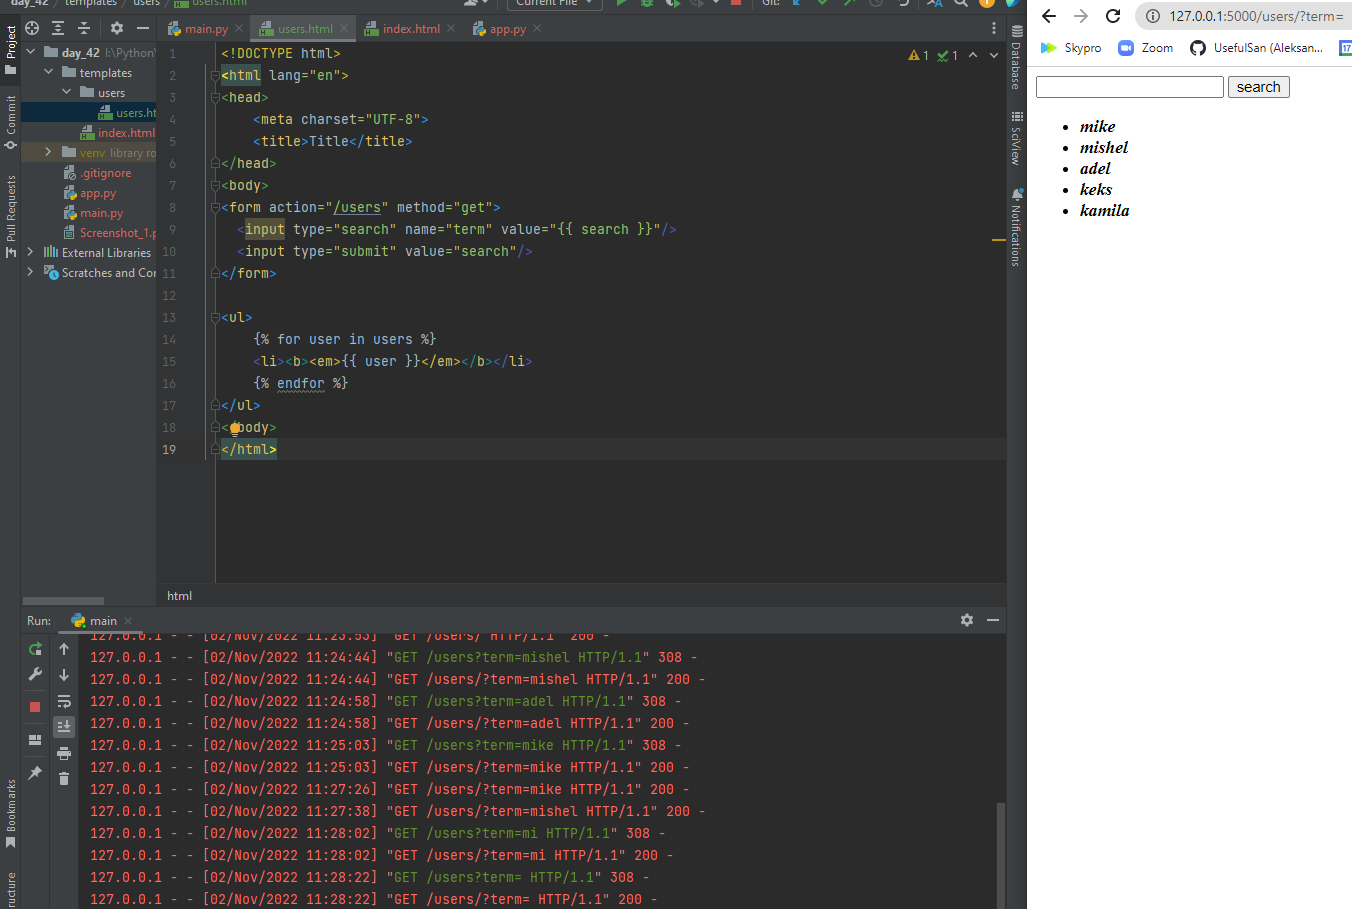 day_42 templates users users.html Current File Git:
Project
Commit
Pull Requests
Bookmarks
ructure
day_42 I:\Python\
templates
users
users.ht
index.html
venv library ro
.gitignore
app.py
main.py
Screenshot_1.p
External Libraries
Scratches and Cor
main.py users.html index.html app.py
1 1
1 <!DOCTYPE html>
2 <html lang="en">
3 <head>
4 <meta charset="UTF-8">
5 <title>Title</title>
6 </head>
7 <body>
8 <form action="/users" method="get">
9 <input type="search" name="term" value="{{ search }}"/>
10 <input type="submit" value="search"/>
11 </form>
12
13 <ul>
14 {% for user in users %}
15 <li><b><em>{{ user }}</em></b></li>
16 {% endfor %}
17 </ul>
18 < body>
19 </html>
html
Database
SciView
Notifications
Run: main
127.0.0.1 - - [02/Nov/2022 11:23:53] "GET /users/ HTTP/1.1" 200 -
127.0.0.1 - - [02/Nov/2022 11:24:44] "GET /users?term=mishel HTTP/1.1" 308 -
127.0.0.1 - - [02/Nov/2022 11:24:44] "GET /users/?term=mishel HTTP/1.1" 200 -
127.0.0.1 - - [02/Nov/2022 11:24:58] "GET /users?term=adel HTTP/1.1" 308 -
127.0.0.1 - - [02/Nov/2022 11:24:58] "GET /users/?term=adel HTTP/1.1" 200 -
127.0.0.1 - - [02/Nov/2022 11:25:03] "GET /users?term=mike HTTP/1.1" 308 -
127.0.0.1 - - [02/Nov/2022 11:25:03] "GET /users/?term=mike HTTP/1.1" 200 -
127.0.0.1 - - [02/Nov/2022 11:27:26] "GET /users/?term=mike HTTP/1.1" 200 -
127.0.0.1 - - [02/Nov/2022 11:27:38] "GET /users/?term=mishel HTTP/1.1" 200 -
127.0.0.1 - - [02/Nov/2022 11:28:02] "GET /users?term=mi HTTP/1.1" 308 -
127.0.0.1 - - [02/Nov/2022 11:28:02] "GET /users/?term=mi HTTP/1.1" 200 -
127.0.0.1 - - [02/Nov/2022 11:28:22] "GET /users?term= HTTP/1.1" 308 -
127.0.0.1 - - [02/Nov/2022 11:28:22] "GET /users/?term= HTTP/1.1" 200 -
127.0.0.1:5000/users/?term=
Skypro Zoom UsefulSan (Aleksan... 17
search
mike
mishel
adel
keks
kamila